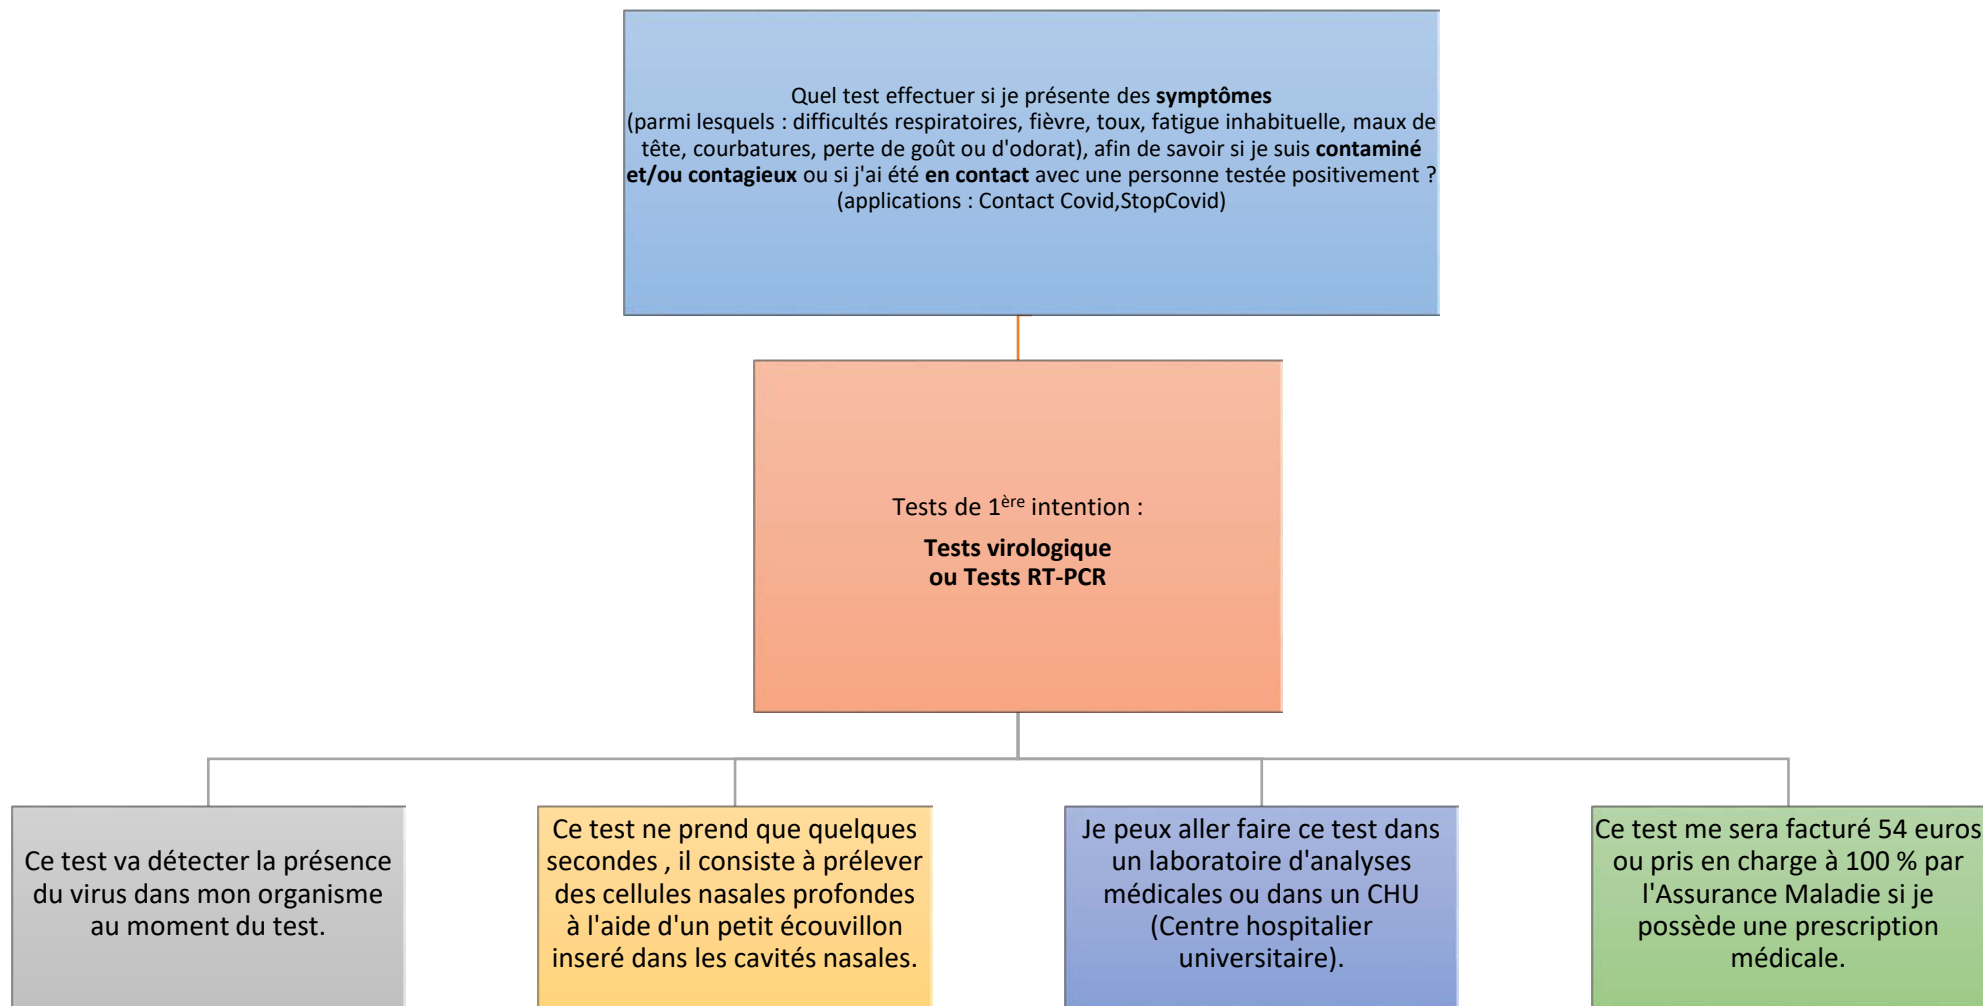 Quel test effectuer si je présente des symptômes
(parmi lesquels : difficultés respiratoires, fièvre, toux, fatigue inhabituelle, maux de
tête, courbatures, perte de goût ou d'odorat), afin de savoir si je suis contaminé
et/ou contagieux ou si j'ai été en contact avec une personne testée positivement ?
(applications : Contact Covid,StopCovid)
Tests de 1ère intention :
Tests virologique
ou Tests RT-PCR
Ce test va détecter la présence
du virus dans mon organisme
au moment du test.
Ce test ne prend que quelques
secondes , il consiste à prélever
des cellules nasales profondes
à l'aide d'un petit écouvillon
inseré dans les cavités nasales.
Je peux aller faire ce test dans
un laboratoire d'analyses
médicales ou dans un CHU
(Centre hospitalier
universitaire).
Ce test me sera facturé 54 euros
ou pris en charge à 100 % par
l'Assurance Maladie si je
possède une prescription
médicale.